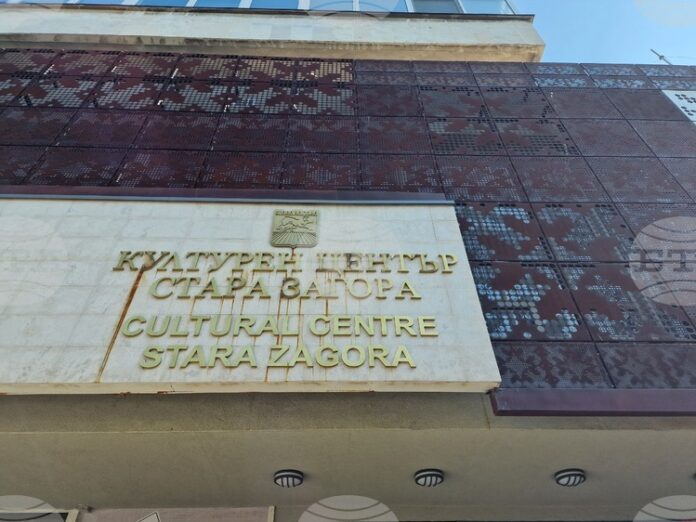 КУЛТУРЕН ЦЕНТЪР
СТАРА ЗАГОРА
CULTURAL CENTRE
STARA ZAGORA